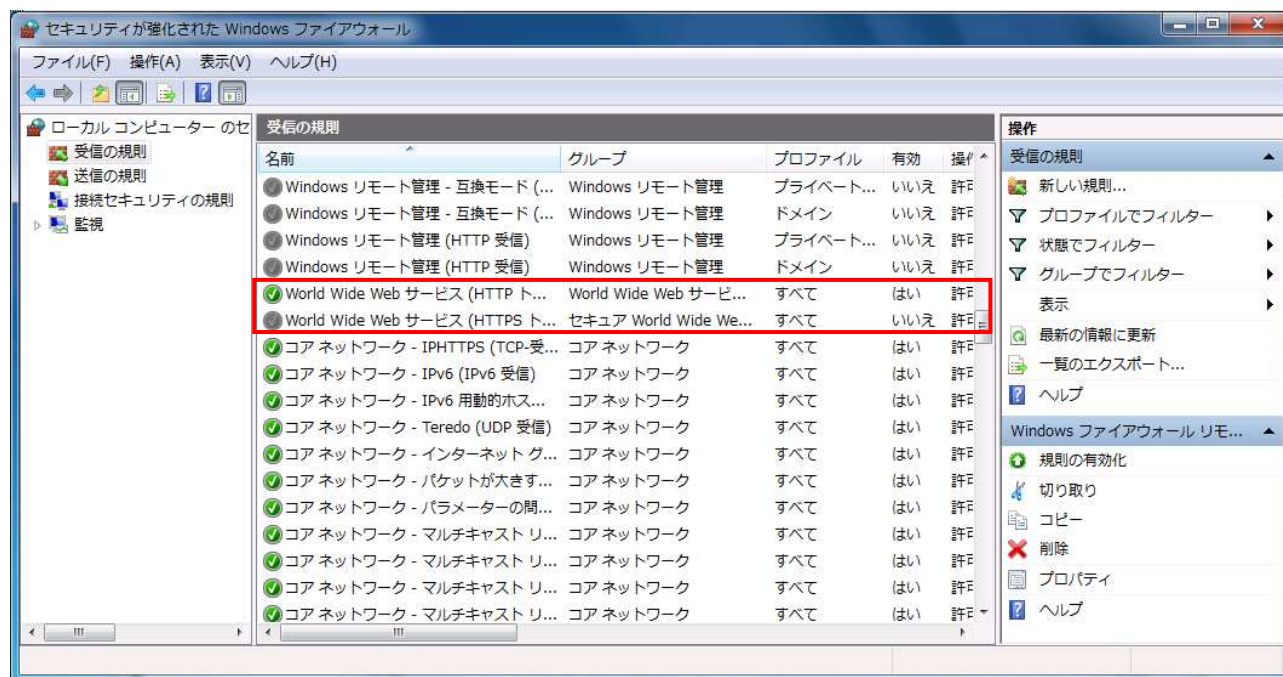 セキュリティが強化された Windows ファイアウォール
ファイル(F) 操作(A) 表示(V) ヘルプ(H)
ローカル コンピューター のセ
受信の規則
送信の規則
接続セキュリティの規則
監視
受信の規則
名前 グループ プロファイル 有効 操作
Windows リモート管理 - 互換モード (... Windows リモート管理 プライベート... いいえ 許可
Windows リモート管理 - 互換モード (... Windows リモート管理 ドメイン いいえ 許可
Windows リモート管理 (HTTP 受信) Windows リモート管理 プライベート... いいえ 許可
Windows リモート管理 (HTTP 受信) Windows リモート管理 ドメイン いいえ 許可
World Wide Web サービス (HTTP ト... World Wide Web サービ... すべて はい 許可
World Wide Web サービス (HTTPS ト... セキュア World Wide We... すべて いいえ 許可
コア ネットワーク - IPHTTPS (TCP-受... コア ネットワーク すべて はい 許可
コア ネットワーク - IPv6 (IPv6 受信) コア ネットワーク すべて はい 許可
コア ネットワーク - IPv6 用動的ホス... コア ネットワーク すべて はい 許可
コア ネットワーク - Teredo (UDP 受信) コア ネットワーク すべて はい 許可
コア ネットワーク - インターネット グ... コア ネットワーク すべて はい 許可
コア ネットワーク - パケットが大きす... コア ネットワーク すべて はい 許可
コア ネットワーク - パラメーターの問... コア ネットワーク すべて はい 許可
コア ネットワーク - マルチキャスト リ... コア ネットワーク すべて はい 許可
コア ネットワーク - マルチキャスト リ... コア ネットワーク すべて はい 許可
コア ネットワーク - マルチキャスト リ... コア ネットワーク すべて はい 許可
コア ネットワーク - マルチキャスト リ... コア ネットワーク すべて はい 許可
操作
受信の規則
新しい規則...
プロファイルでフィルター
状態でフィルター
グループでフィルター
表示
最新の情報に更新
一覧のエクスポート...
ヘルプ
Windows ファイアウォール リモ...
規則の有効化
切り取り
コピー
削除
プロパティ
ヘルプ